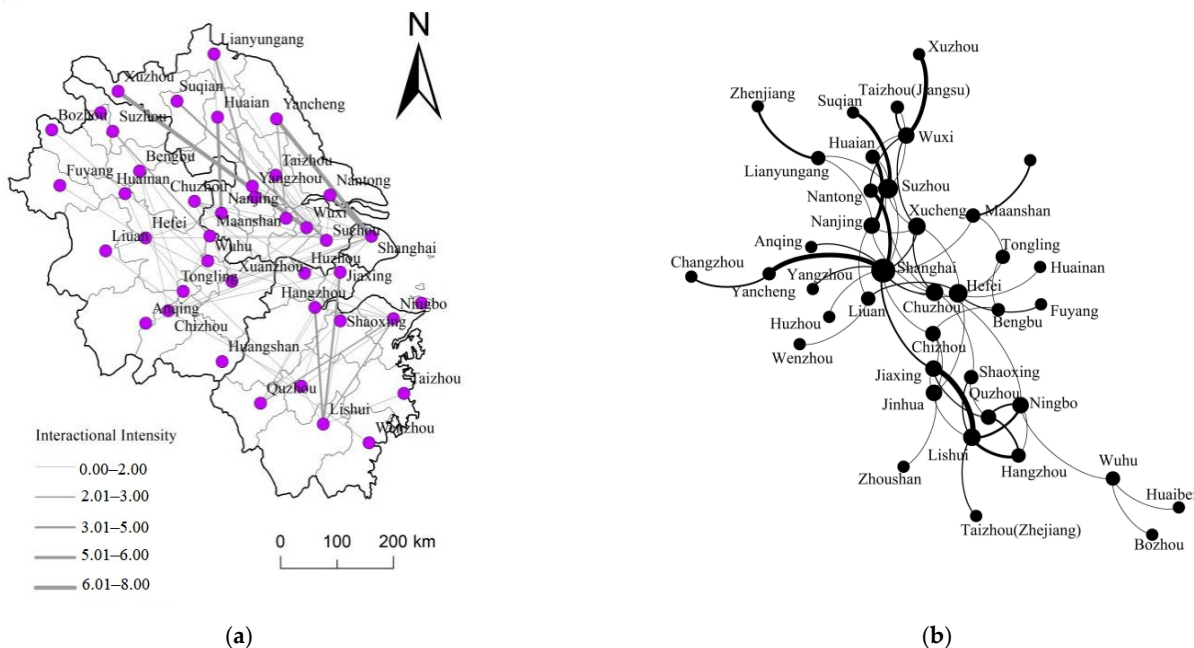 N
Lianyungang
Xuzhou
Suqian
Huaian
Yancheng
Bozhou
Suzhou
Bengbu
Fuyang
Huainan
Chuzhou
Taizhou
Yangzhou
Nantong
Nanjing
Wuxi
Hefei
Maanshan
Suzhou
Shanghai
Liuan
Wuhu
Huzhou
Xuanzhou
Jiaxing
Tongling
Hangzhou
Ningbo
Anqing
Shaoxing
Chizhou
Huangshan
Taizhou
Quzhou
Lishui
Wenzhou
Interactional Intensity
0.00–2.00
2.01–3.00
3.01–5.00
5.01–6.00
6.01–8.00
0 100 200 km
(a)
Xuzhou
Taizhou(Jiangsu)
Zhenjiang
Suqian
Wuxi
Huaian
Lianyungang
Suzhou
Nantong
Xucheng
Maanshan
Nanjing
Anqing
Tongling
Changzhou
Shanghai
Huainan
Yangzhou
Yancheng
Hefei
Liuan
Chuzhou
Fuyang
Bengbu
Huzhou
Chizhou
Wenzhou
Shaoxing
Jiaxing
Quzhou
Jinhua
Ningbo
Lishui
Hangzhou
Zhoushan
Wuhu
Huaibei
Taizhou(Zhejiang)
Bozhou
(b)